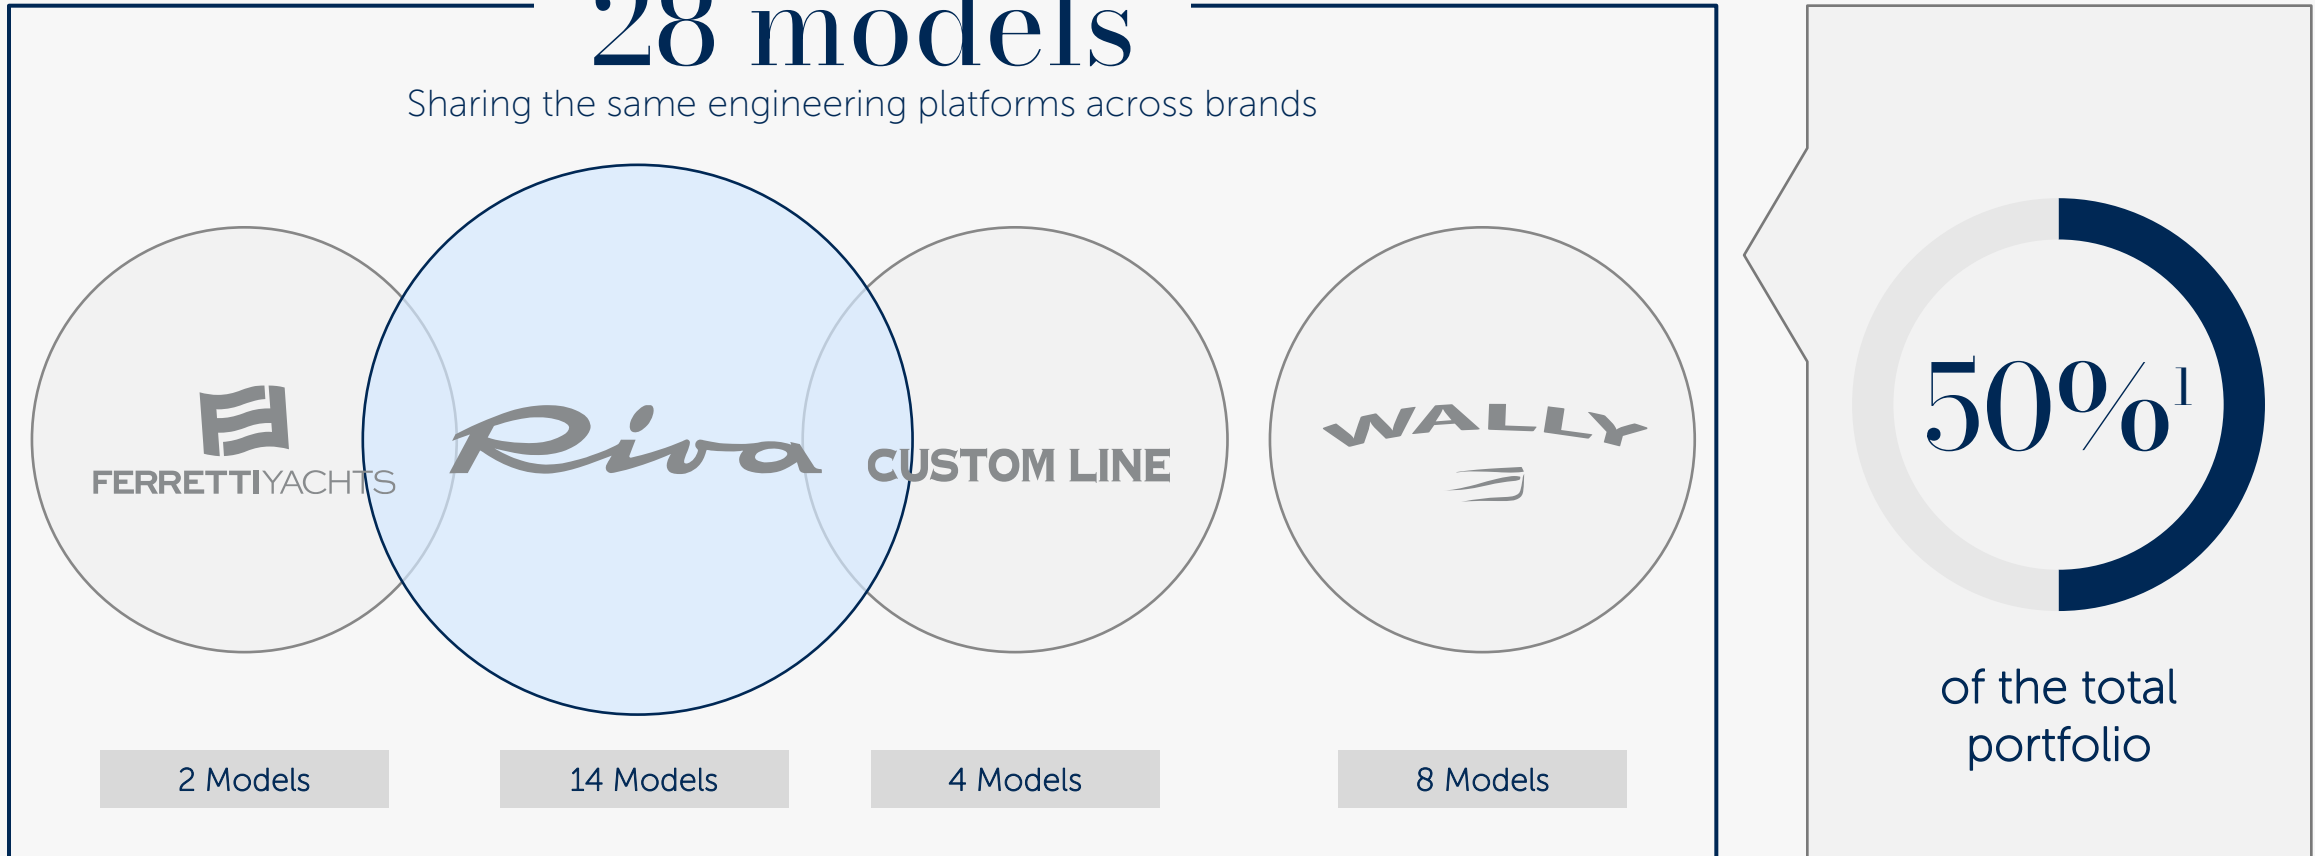 28 models
Sharing the same engineering platforms across brands
FERRETTIYACHTS
Riva
CUSTOM LINE
WALLY
2 Models
14 Models
4 Models
8 Models
50%1
of the total
portfolio